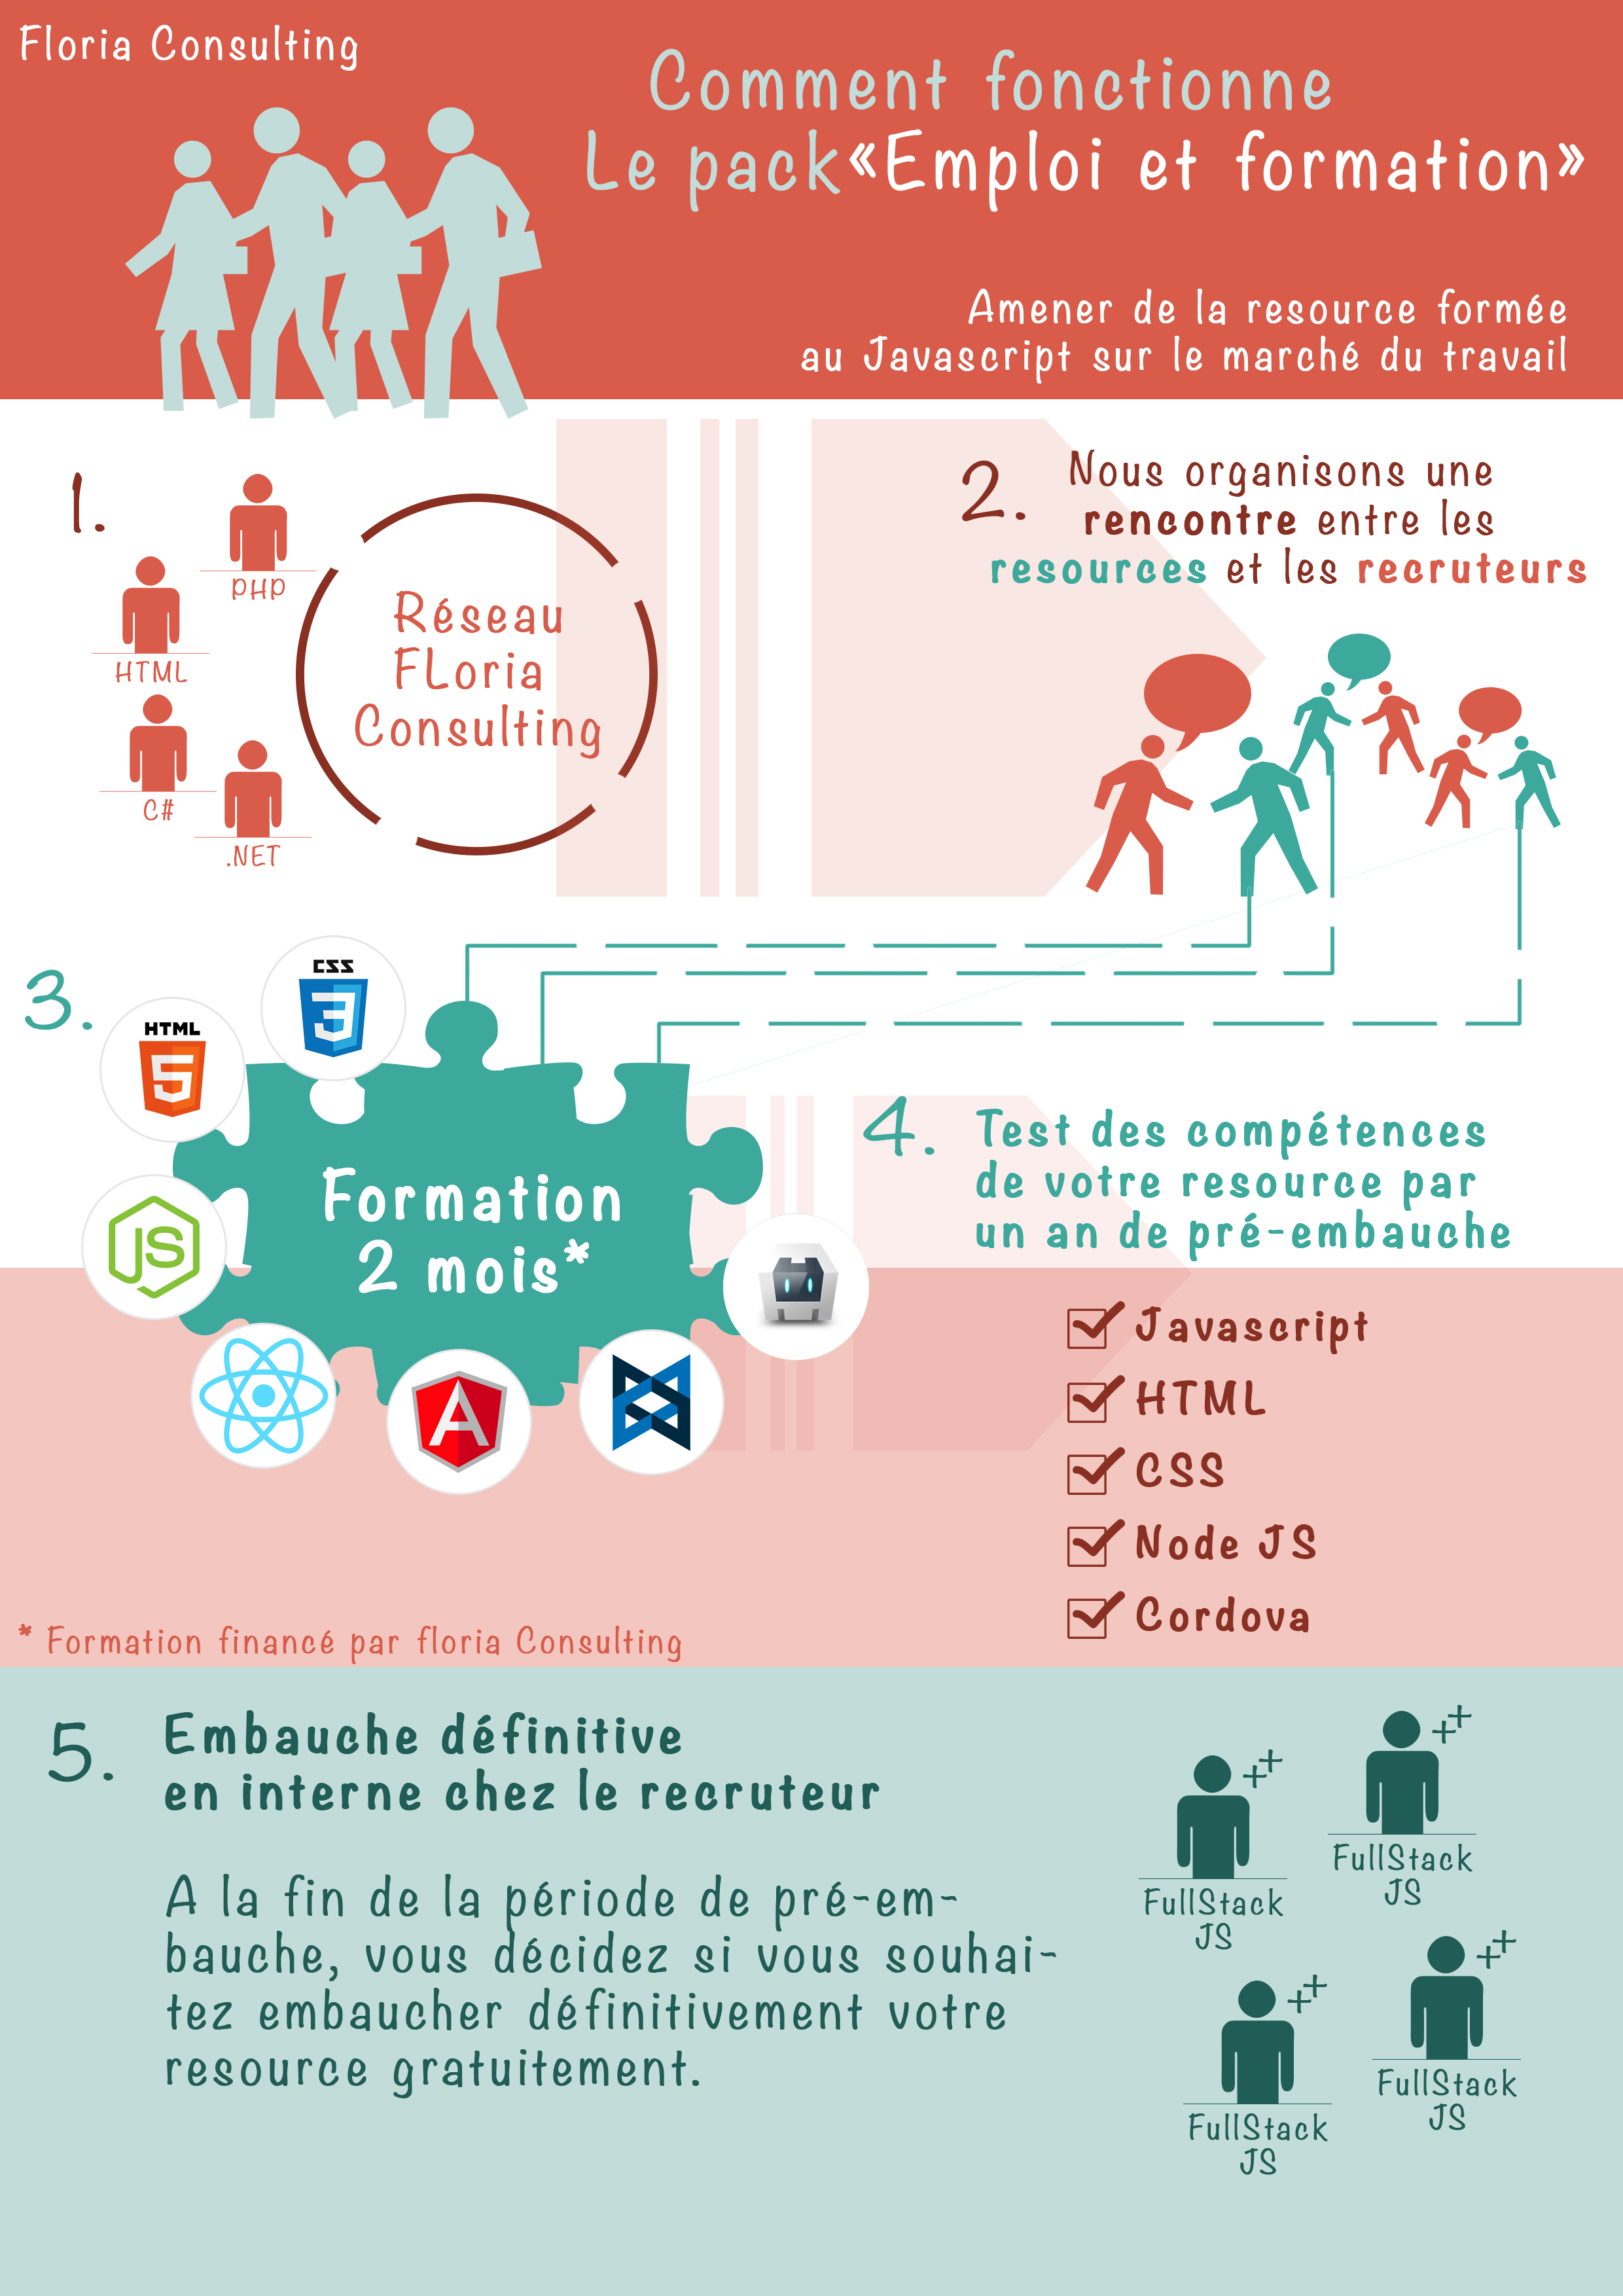 Floria Consulting
Comment fonctionne
Le pack«Emploi et formation»
Amener de la resource formée
au Javascript sur le marché du travail
1.
PHP
HTML
C#
.NET
Réseau
FLoria
Consulting
2. Nous organisons une
rencontre entre les
resources et les recruteurs
3.
CSS
3
HTML
5
JS
Formation
2 mois*
A
4. Test des compétences
de votre resource par
un an de pré-embauche
Javascript
HTML
CSS
Node JS
Cordova
* Formation financé par floria Consulting
5. Embauche définitive
en interne chez le recruteur
A la fin de la période de pré-em-
bauche, vous décidez si vous souhai-
tez embaucher définitivement votre
resource gratuitement.
++
FullStack
JS
++
FullStack
JS
++
FullStack
JS
++
FullStack
JS